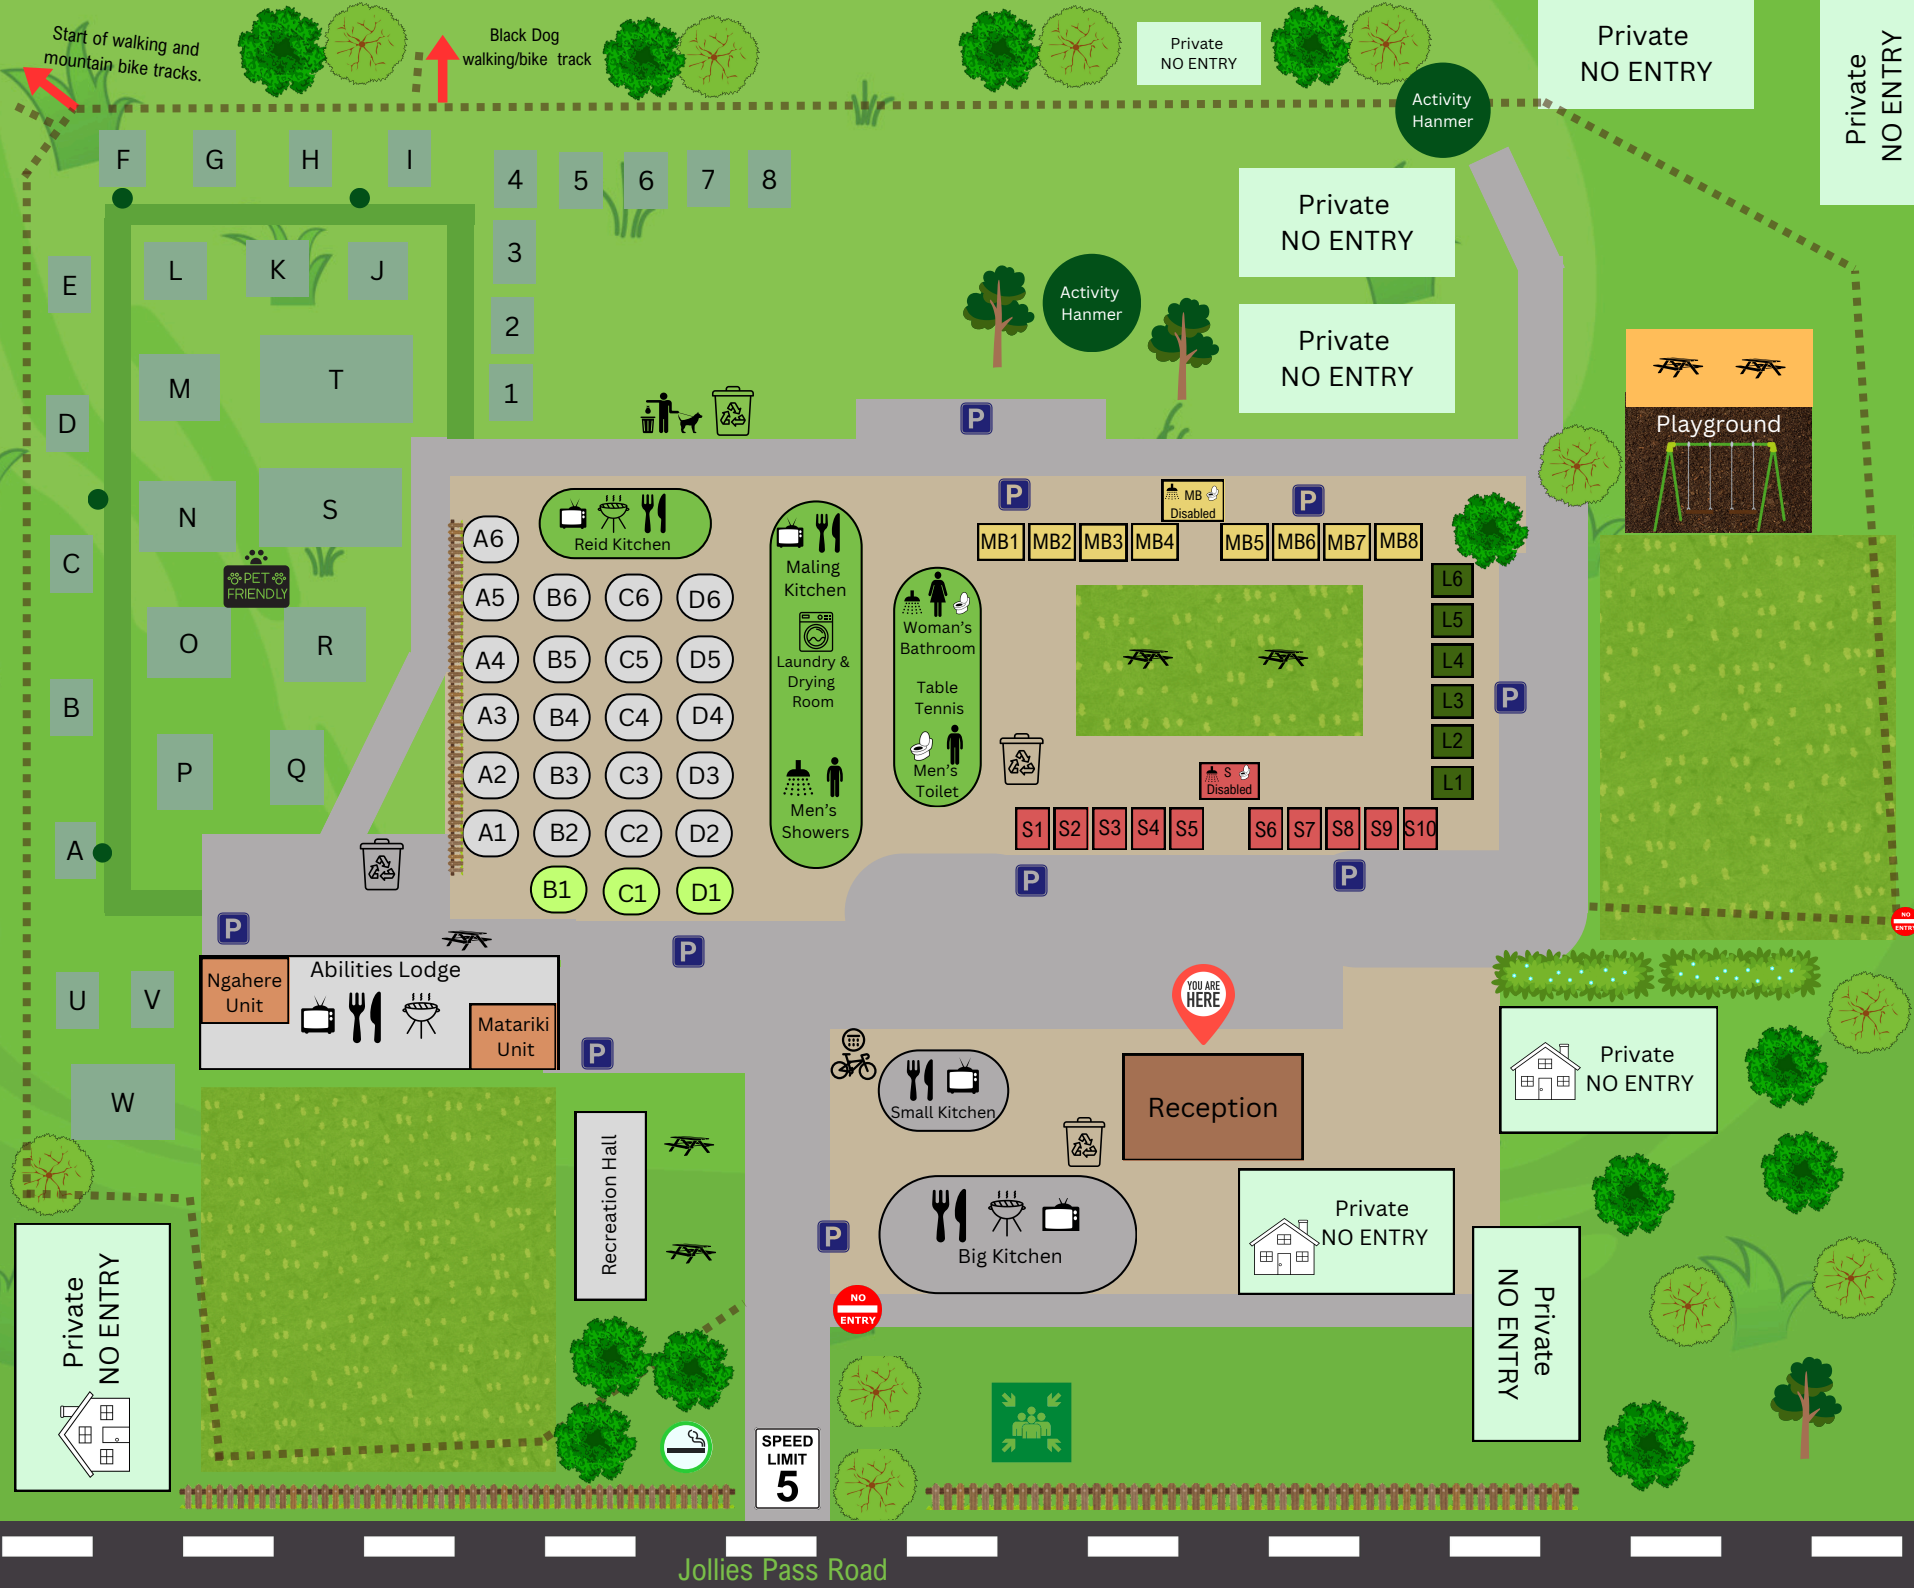 Start of walking and
mountain bike tracks.
Black Dog
walking/bike track
Private
NO ENTRY
Private
NO ENTRY
Private
NO ENTRY
Activity
Hanmer
F
G
H
I
4
5
6
7
8
Private
NO ENTRY
E
L
K
J
3
2
1
Activity
Hanmer
Private
NO ENTRY
D
M
T
P
Playground
C
N
S
PET
FRIENDLY
A6
Reid Kitchen
Maling
Kitchen
Laundry &
Drying
Room
Men's
Showers
P
MB
Disabled
P
MB1
MB2
MB3
MB4
MB5
MB6
MB7
MB8
Woman's
Bathroom
Table
Tennis
Men's
Toilet
A5
B6
C6
D6
A4
B5
C5
D5
A3
B4
C4
D4
A2
B3
C3
D3
A1
B2
C2
D2
B1
C1
D1
L6
L5
L4
L3
L2
L1
P
B
O
R
P
Q
A
S
Disabled
S1
S2
S3
S4
S5
S6
S7
S8
S9
S10
P
P
P
P
NO
ENTRY
U
V
W
Ngahere
Unit
Abilities Lodge
Matariki
Unit
P
YOU ARE
HERE
Small Kitchen
Reception
Private
NO ENTRY
Recreation Hall
P
Big Kitchen
Private
NO ENTRY
NO
ENTRY
Private
NO ENTRY
Private
NO ENTRY
SPEED
LIMIT
5
Jollies Pass Road